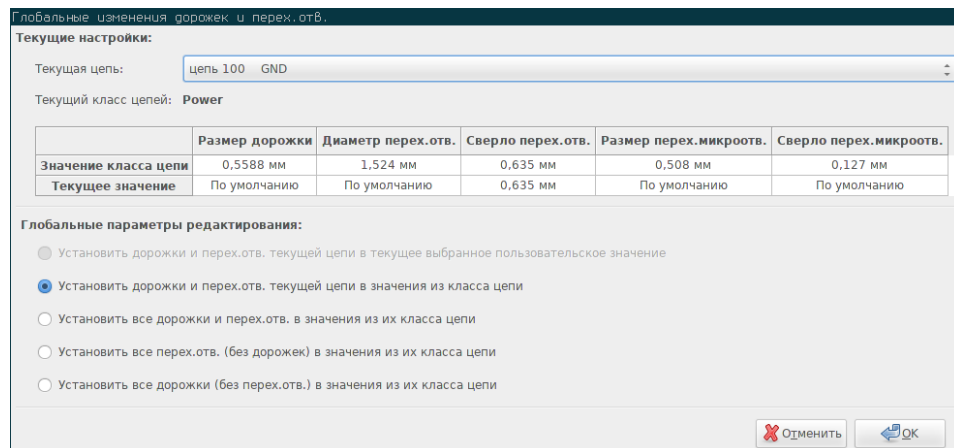 Глобальные изменения дорожек и перех.отв.
Текущие настройки:
Текущая цепь: цепь 100 GND
Текущий класс цепей: Power
Размер дорожки Диаметр перех.отв. Сверло перех.отв. Размер перех.микроотв. Сверло перех.микроотв.
Значение класса цепи 0,5588 мм 1,524 мм 0,635 мм 0,508 мм 0,127 мм
Текущее значение По умолчанию По умолчанию 0,635 мм По умолчанию По умолчанию
Глобальные параметры редактирования:
Установить дорожки и перех.отв. текущей цепи в текущее выбранное пользовательское значение
Установить дорожки и перех.отв. текущей цепи в значения из класса цепи
Установить все дорожки и перех.отв. в значения из их класса цепи
Установить все перех.отв. (без дорожек) в значения из их класса цепи
Установить все дорожки (без перех.отв.) в значения из их класса цепи
Отменить OK